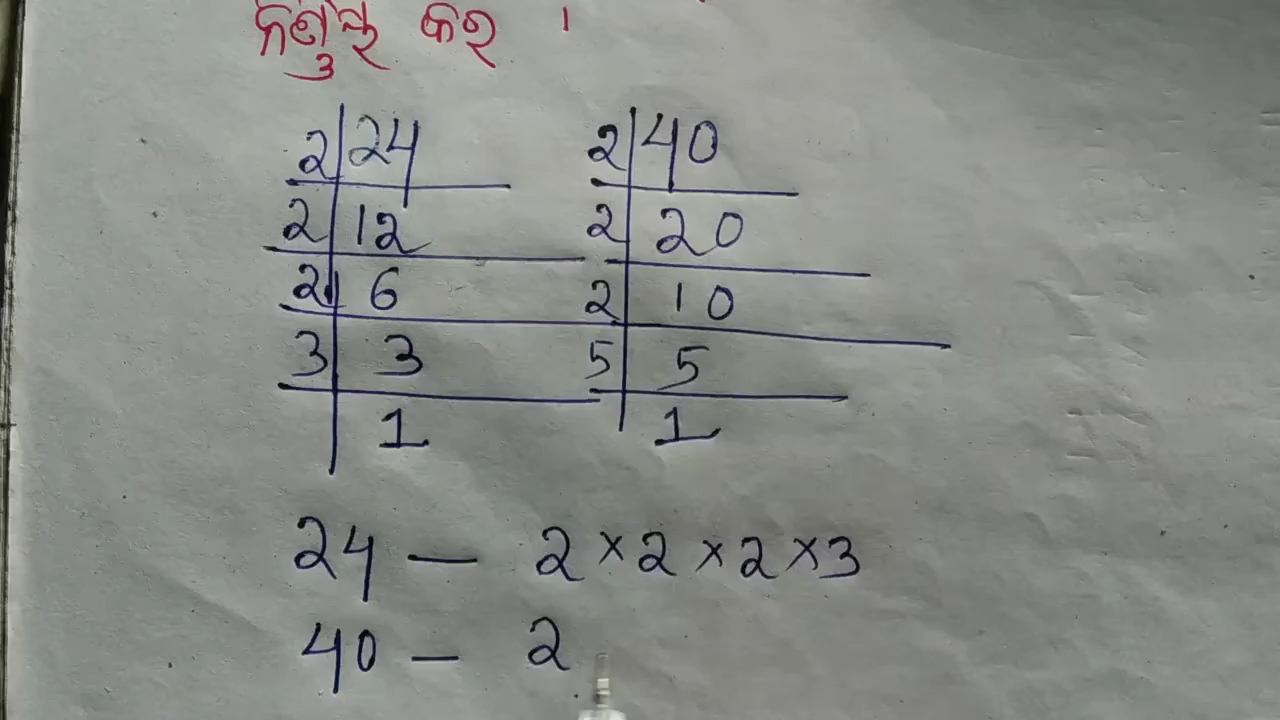 ନିର୍ଣ୍ଣୟ କର ।
2 24 2 40
2 12 2 20
2 6 2 10
3 3 5 5
1 1
24 — 2 × 2 × 2 × 3
40 — 2